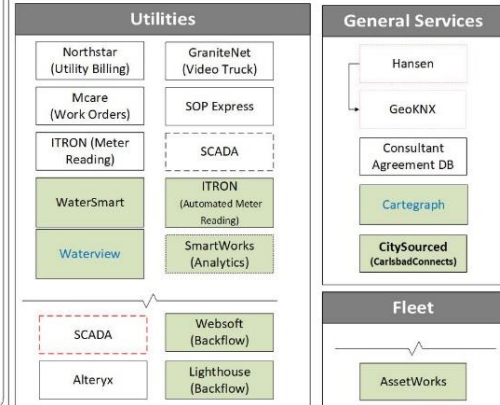 Utilities
Northstar
(Utility Billing)
GraniteNet
(Video Truck)
Mcare
(Work Orders)
SOP Express
ITRON (Meter
Reading)
SCADA
WaterSmart
ITRON
(Automated Meter
Reading)
Waterview
SmartWorks
(Analytics)
SCADA
Websoft
(Backflow)
Alteryx
Lighthouse
(Backflow)
General Services
Hansen
GeoKNX
Consultant
Agreement DB
Cartegraph
CitySourced
(CarlsbadConnects)
Fleet
AssetWorks